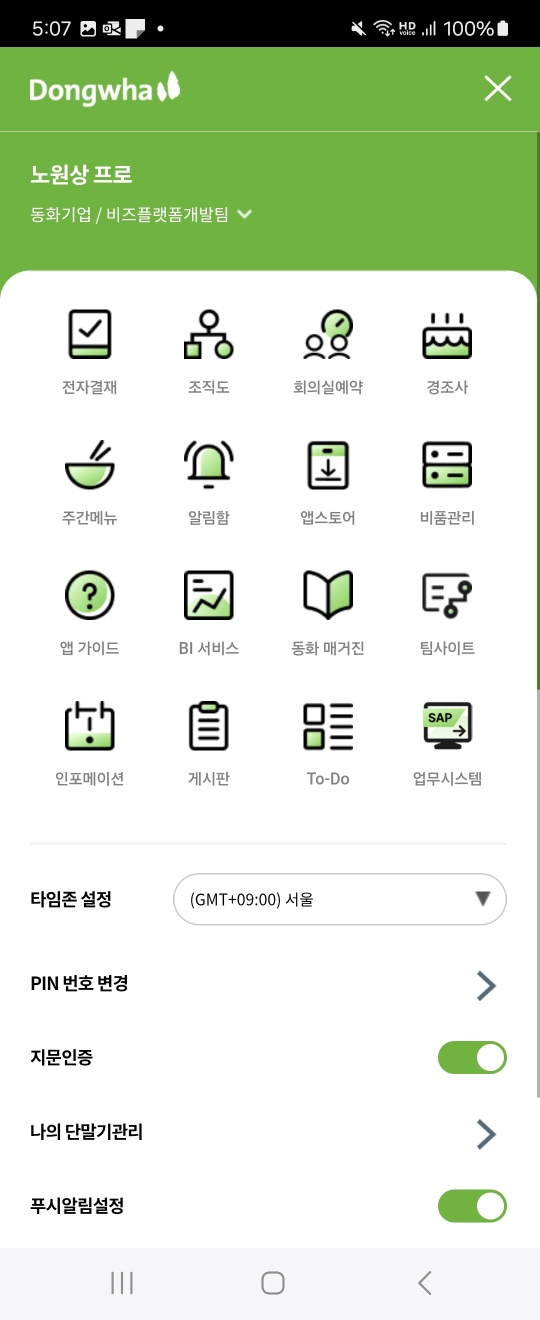 5:07 HD voice 100%
Dongwha
노원상 프로
동화기업 / 비즈플랫폼개발팀
전자결재 조직도 회의실예약 경조사
주간메뉴 알림함 앱스토어 비품관리
앱 가이드 BI 서비스 동화 매거진 팀사이트
SAP
인포메이션 게시판 To-Do 업무시스템
타임존 설정 (GMT+09:00) 서울
PIN 번호 변경
지문인증
나의 단말기관리
푸시알림설정